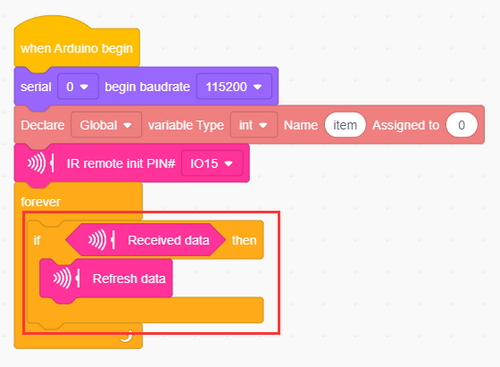 when Arduino begin
serial 0 begin baudrate 115200
Declare Global variable Type int Name item Assigned to 0
IR remote init PIN# IO15
forever
if Received data then
Refresh data